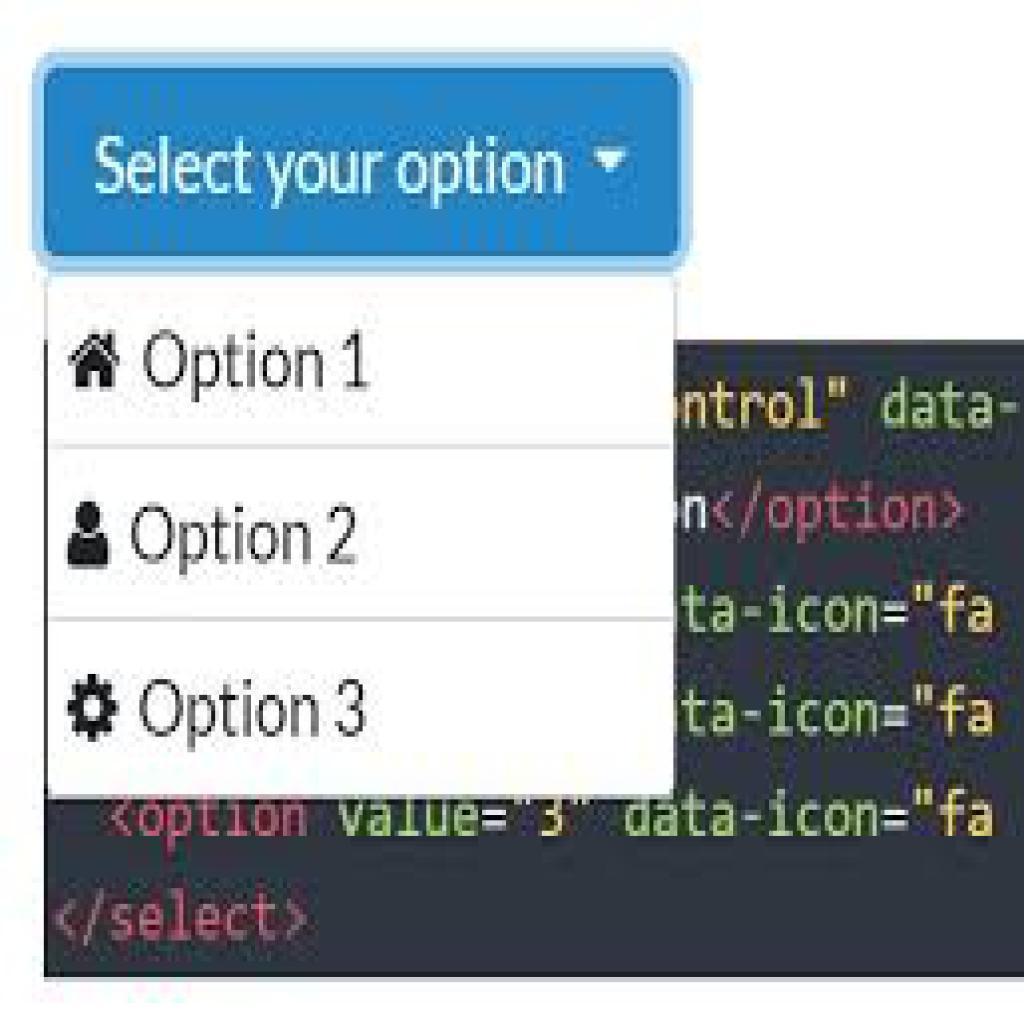 Select your option
Option 1
ontrol" data-
Option 2
n</option>
ta-icon="fa
Option 3
ta-icon="fa
<option value="3" data-icon="fa
</select>